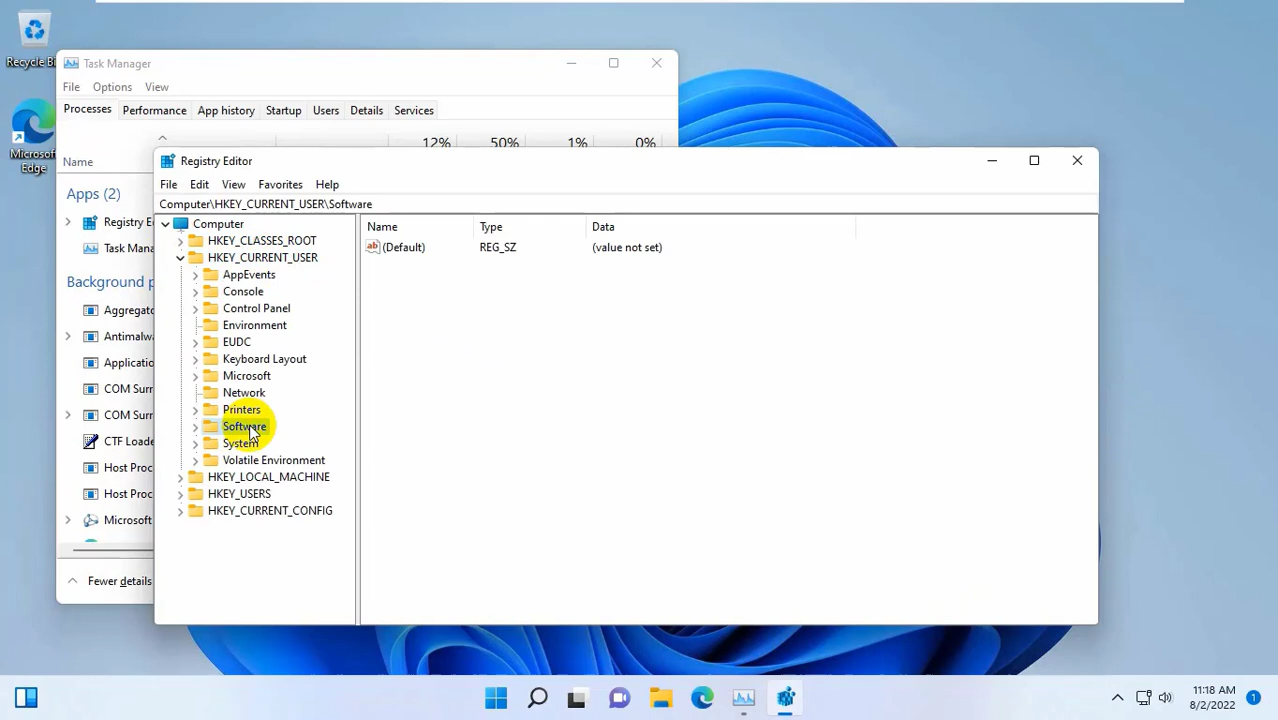 Recycle Bi
Microsoft
Edge
Task Manager
File Options View
Processes Performance App history Startup Users Details Services
12% 50% 1% 0%
Name
Apps (2)
Registry E
Task Mana
Background p
Aggregato
Antimalwa
Applicatio
COM Surr
COM Surr
CTF Loade
Host Proc
Host Proc
Microsoft
Fewer details
Registry Editor
File Edit View Favorites Help
Computer\HKEY_CURRENT_USER\Software
Computer
HKEY_CLASSES_ROOT
HKEY_CURRENT_USER
AppEvents
Console
Control Panel
Environment
EUDC
Keyboard Layout
Microsoft
Network
Printers
Software
System
Volatile Environment
HKEY_LOCAL_MACHINE
HKEY_USERS
HKEY_CURRENT_CONFIG
Name Type Data
ab (Default) REG_SZ (value not set)
11:18 AM
8/2/2022
1